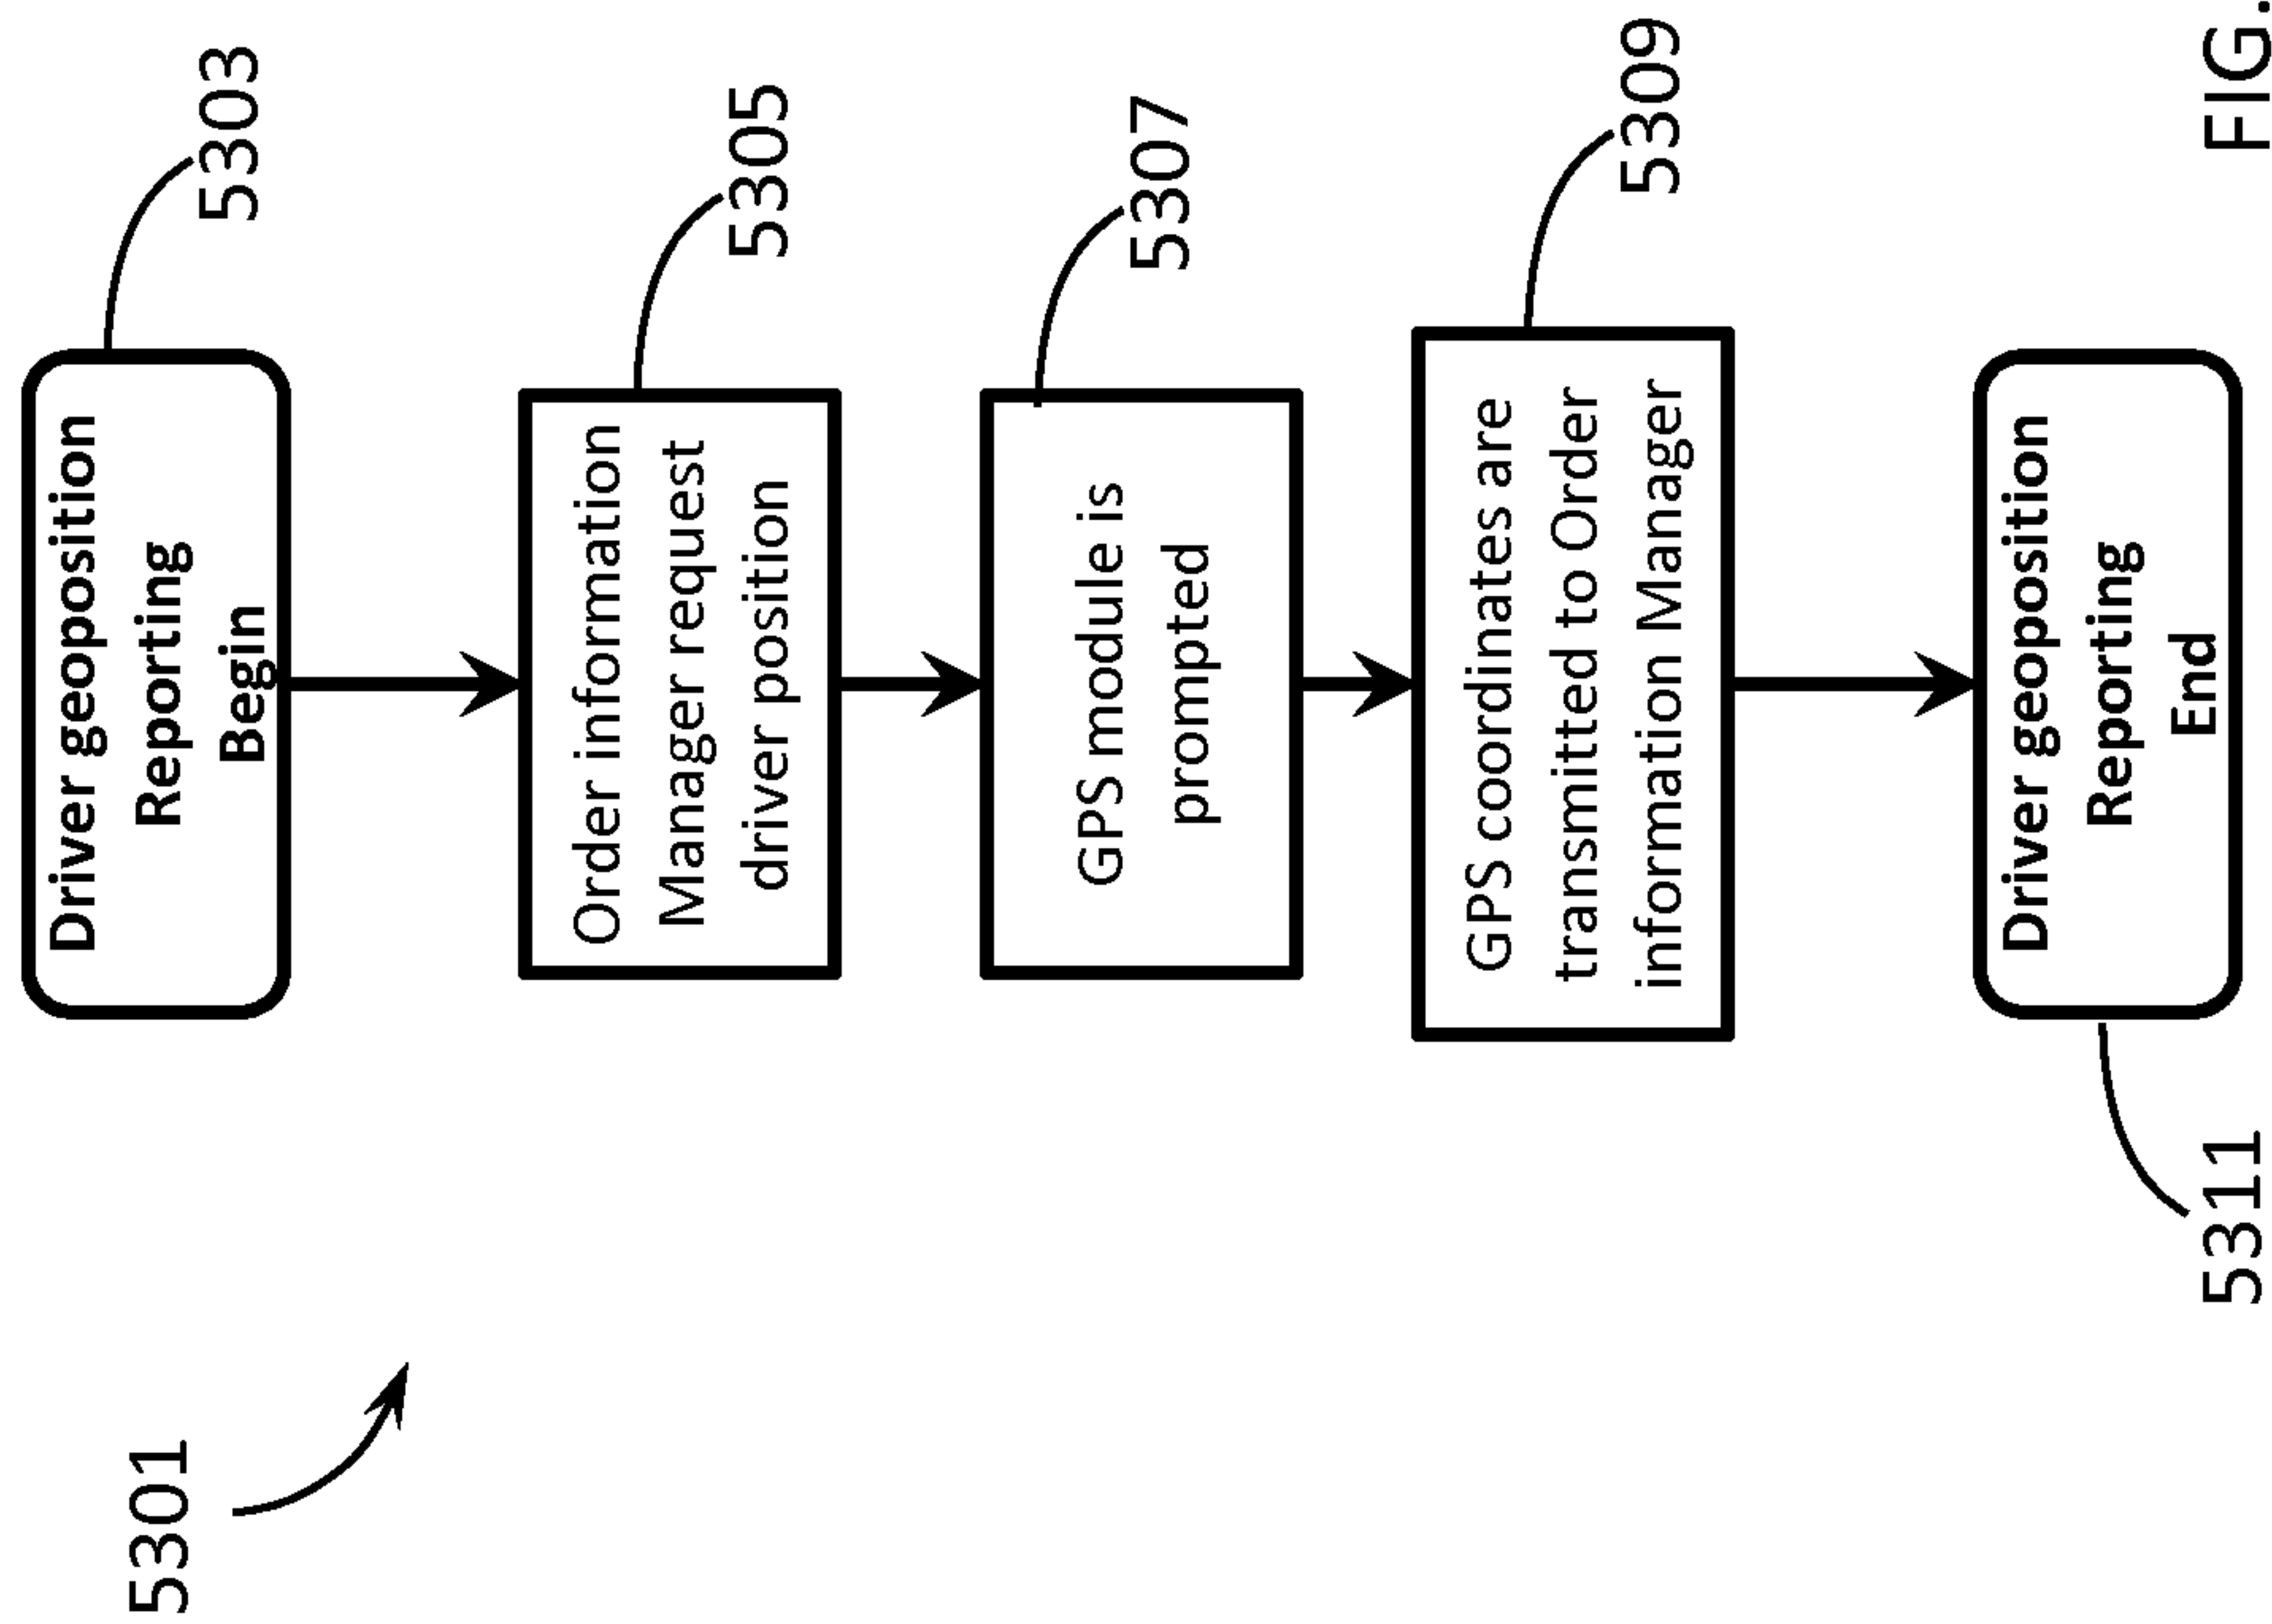 5301
5303
Driver geoposition
Reporting
Begin
5305
Order information
Manager request
driver position
5307
GPS module is
prompted
5309
GPS coordinates are
transmitted to Order
information Manager
5311
Driver geoposition
Reporting
End
FIG.